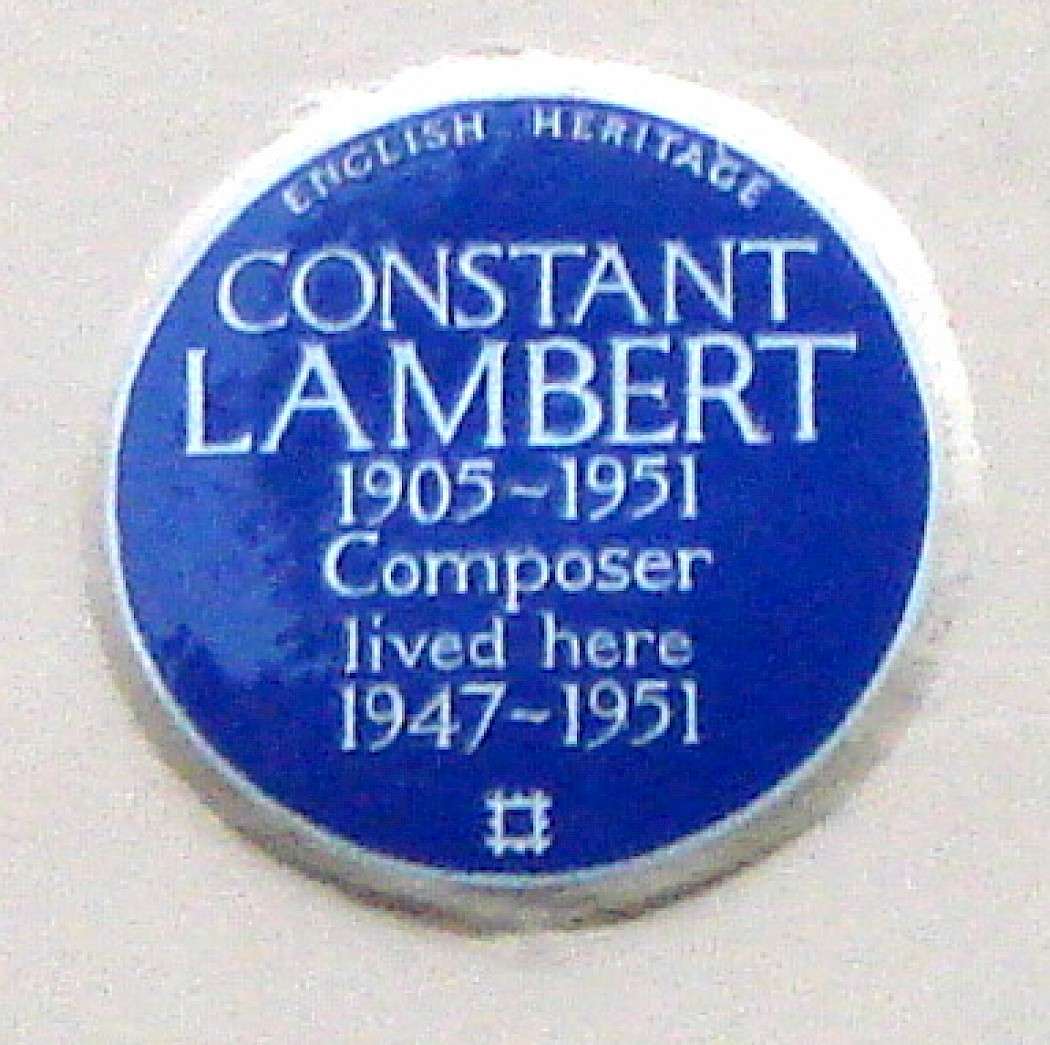 ENGLISH HERITAGE
CONSTANT
LAMBERT
1905~1951
Composer
lived here
1947~1951